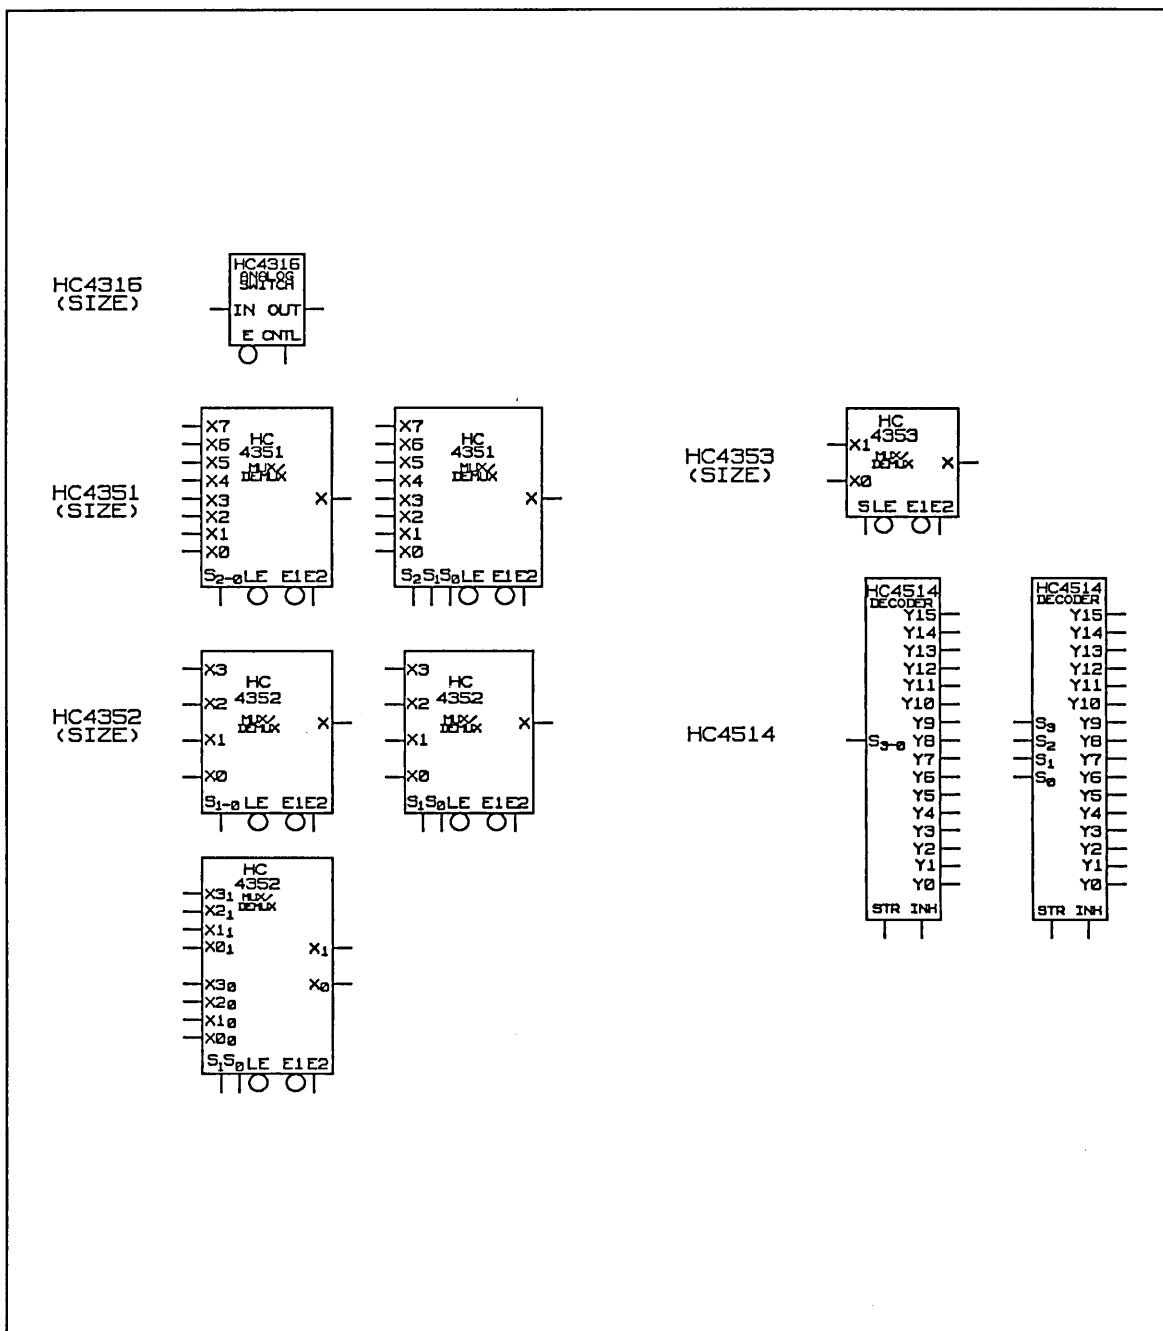 HC4316
(SIZE)
HC4316
ANALOG
SWITCH
IN OUT
E CNTL
HC4351
(SIZE)
X7
X6
X5
X4
X3
X2
X1
X0
HC
4351
MUX/
DEMUX
X
S2-0 LE E1 E2
X7
X6
X5
X4
X3
X2
X1
X0
HC
4351
MUX/
DEMUX
X
S2 S1 S0 LE E1 E2
HC4352
(SIZE)
X3
X2
X1
X0
HC
4352
MUX/
DEMUX
X
S1-0 LE E1 E2
X3
X2
X1
X0
HC
4352
MUX/
DEMUX
X
S1 S0 LE E1 E2
HC
4352
MUX/
DEMUX
X31
X21
X11
X01
X30
X20
X10
X00
X1
X0
S1 S0 LE E1 E2
HC4353
(SIZE)
HC
4353
MUX/
DEMUX
X1
X0
X
S LE E1 E2
HC4514
HC4514
DECODER
Y15
Y14
Y13
Y12
Y11
Y10
Y9
S3-0 Y8
Y7
Y6
Y5
Y4
Y3
Y2
Y1
Y0
STR INH
HC4514
DECODER
Y15
Y14
Y13
Y12
Y11
Y10
S3 Y9
S2 Y8
S1 Y7
S0 Y6
Y5
Y4
Y3
Y2
Y1
Y0
STR INH